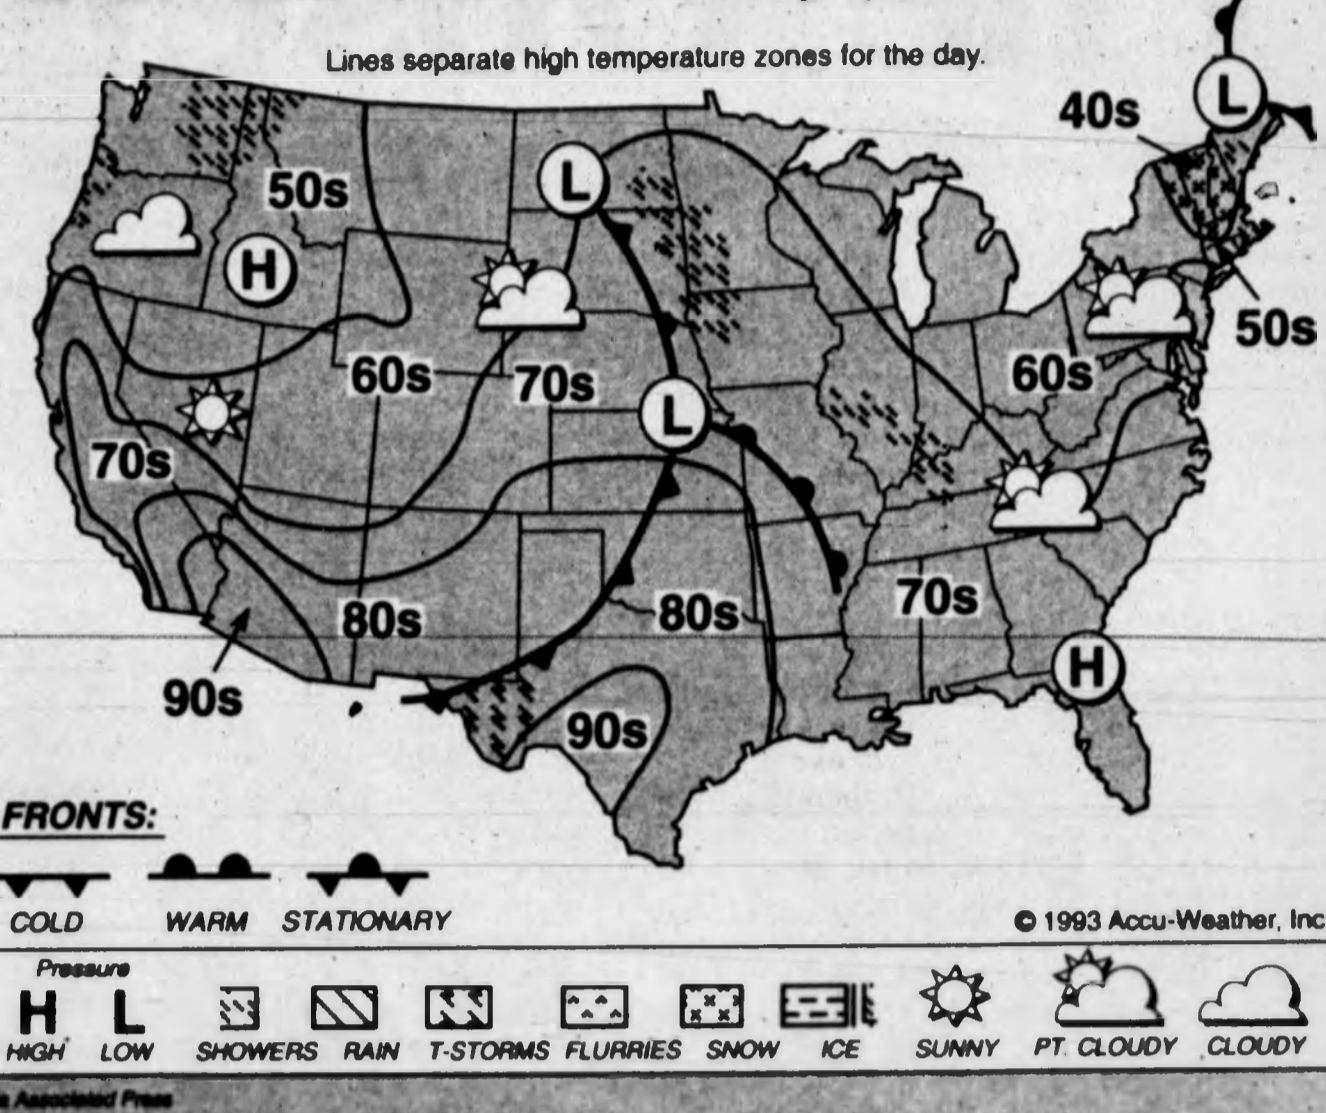 Lines separate high temperature zones for the day.
L
40s
50s
L
H
50s
60s
70s
60s
L
70s
80s
80s
70s
90s
90s
H
FRONTS:
COLD WARM STATIONARY
© 1993 Accu-Weather, Inc
Pressure
H L
HIGH LOW SHOWERS RAIN T-STORMS FLURRIES SNOW ICE SUNNY PT. CLOUDY CLOUDY
Associated Press